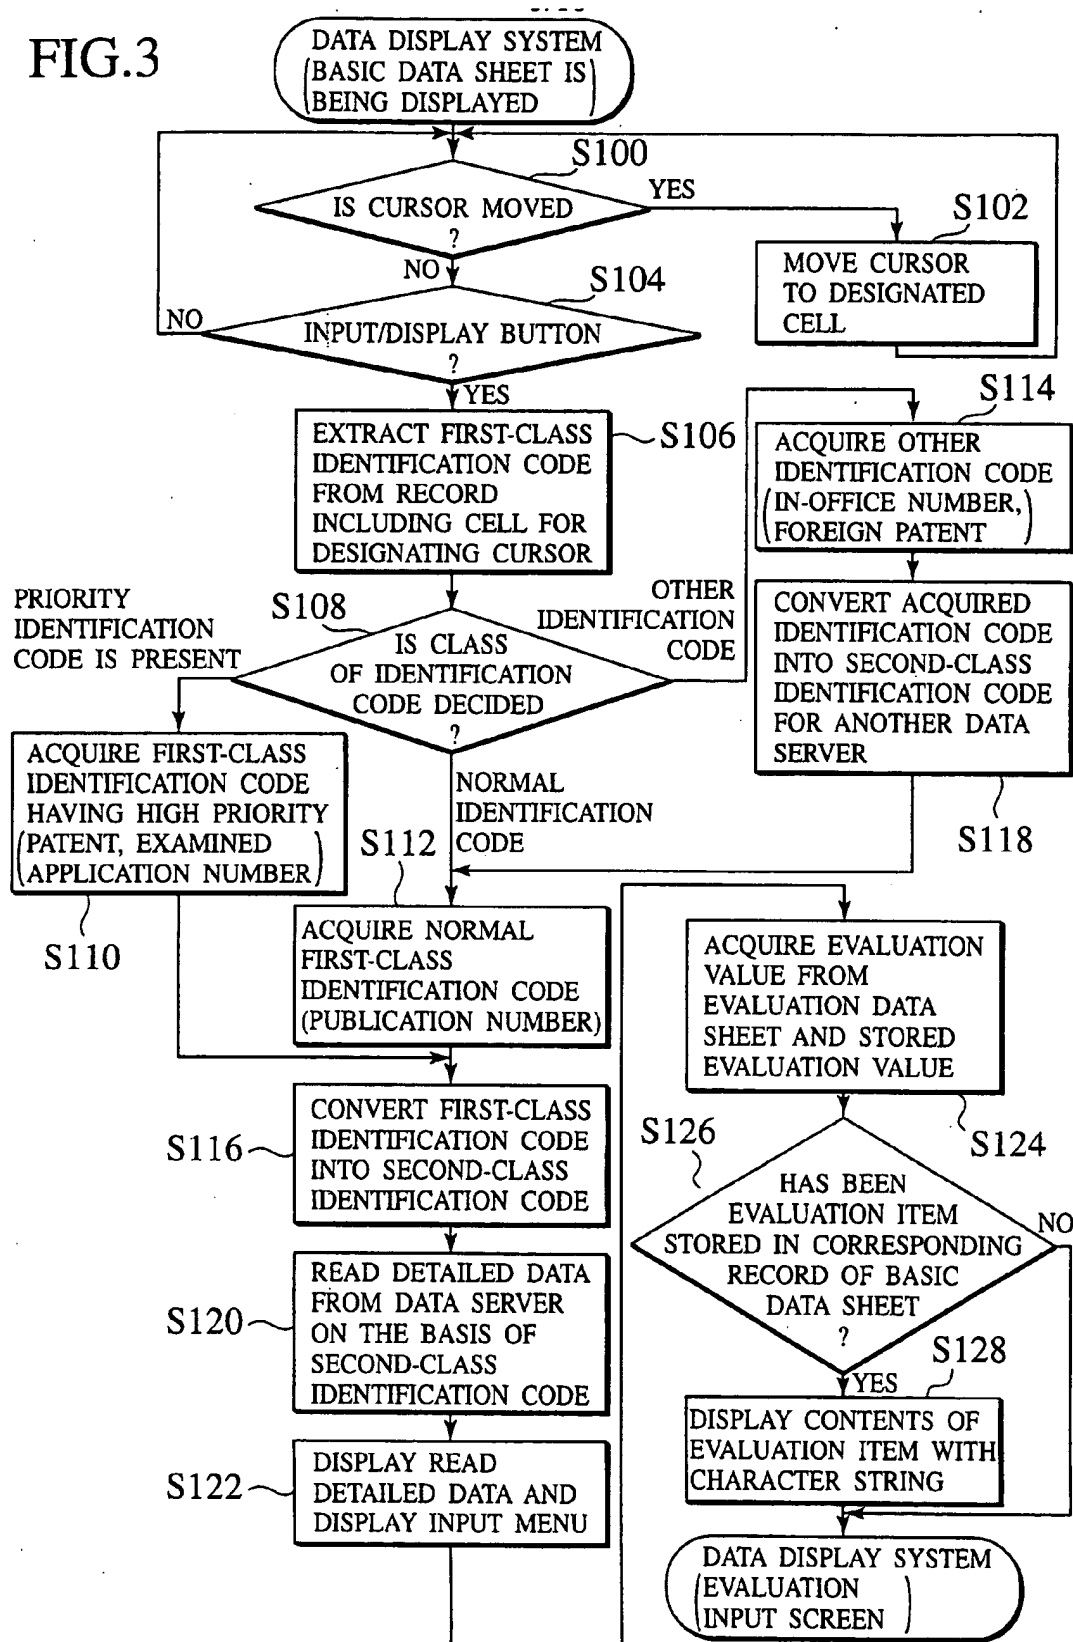 FIG.3
DATA DISPLAY SYSTEM
(BASIC DATA SHEET IS
BEING DISPLAYED)
S100
IS CURSOR MOVED
?
YES
NO
S102
MOVE CURSOR
TO DESIGNATED
CELL
S104
INPUT/DISPLAY BUTTON
?
NO
YES
S106
EXTRACT FIRST-CLASS
IDENTIFICATION CODE
FROM RECORD
INCLUDING CELL FOR
DESIGNATING CURSOR
S108
IS CLASS
OF IDENTIFICATION
CODE DECIDED
?
PRIORITY
IDENTIFICATION
CODE IS PRESENT
OTHER
IDENTIFICATION
CODE
NORMAL
IDENTIFICATION
CODE
S114
ACQUIRE OTHER
IDENTIFICATION CODE
(IN-OFFICE NUMBER,
FOREIGN PATENT)
CONVERT ACQUIRED
IDENTIFICATION CODE
INTO SECOND-CLASS
IDENTIFICATION CODE
FOR ANOTHER DATA
SERVER
S118
ACQUIRE FIRST-CLASS
IDENTIFICATION CODE
HAVING HIGH PRIORITY
(PATENT, EXAMINED
APPLICATION NUMBER)
S110
S112
ACQUIRE NORMAL
FIRST-CLASS
IDENTIFICATION CODE
(PUBLICATION NUMBER)
S116
CONVERT FIRST-CLASS
IDENTIFICATION CODE
INTO SECOND-CLASS
IDENTIFICATION CODE
S120
READ DETAILED DATA
FROM DATA SERVER
ON THE BASIS OF
SECOND-CLASS
IDENTIFICATION CODE
S122
DISPLAY READ
DETAILED DATA AND
DISPLAY INPUT MENU
ACQUIRE EVALUATION
VALUE FROM
EVALUATION DATA
SHEET AND STORED
EVALUATION VALUE
S124
S126
HAS BEEN
EVALUATION ITEM
STORED IN CORRESPONDING
RECORD OF BASIC
DATA SHEET
?
NO
YES
S128
DISPLAY CONTENTS OF
EVALUATION ITEM WITH
CHARACTER STRING
DATA DISPLAY SYSTEM
(EVALUATION
INPUT SCREEN)